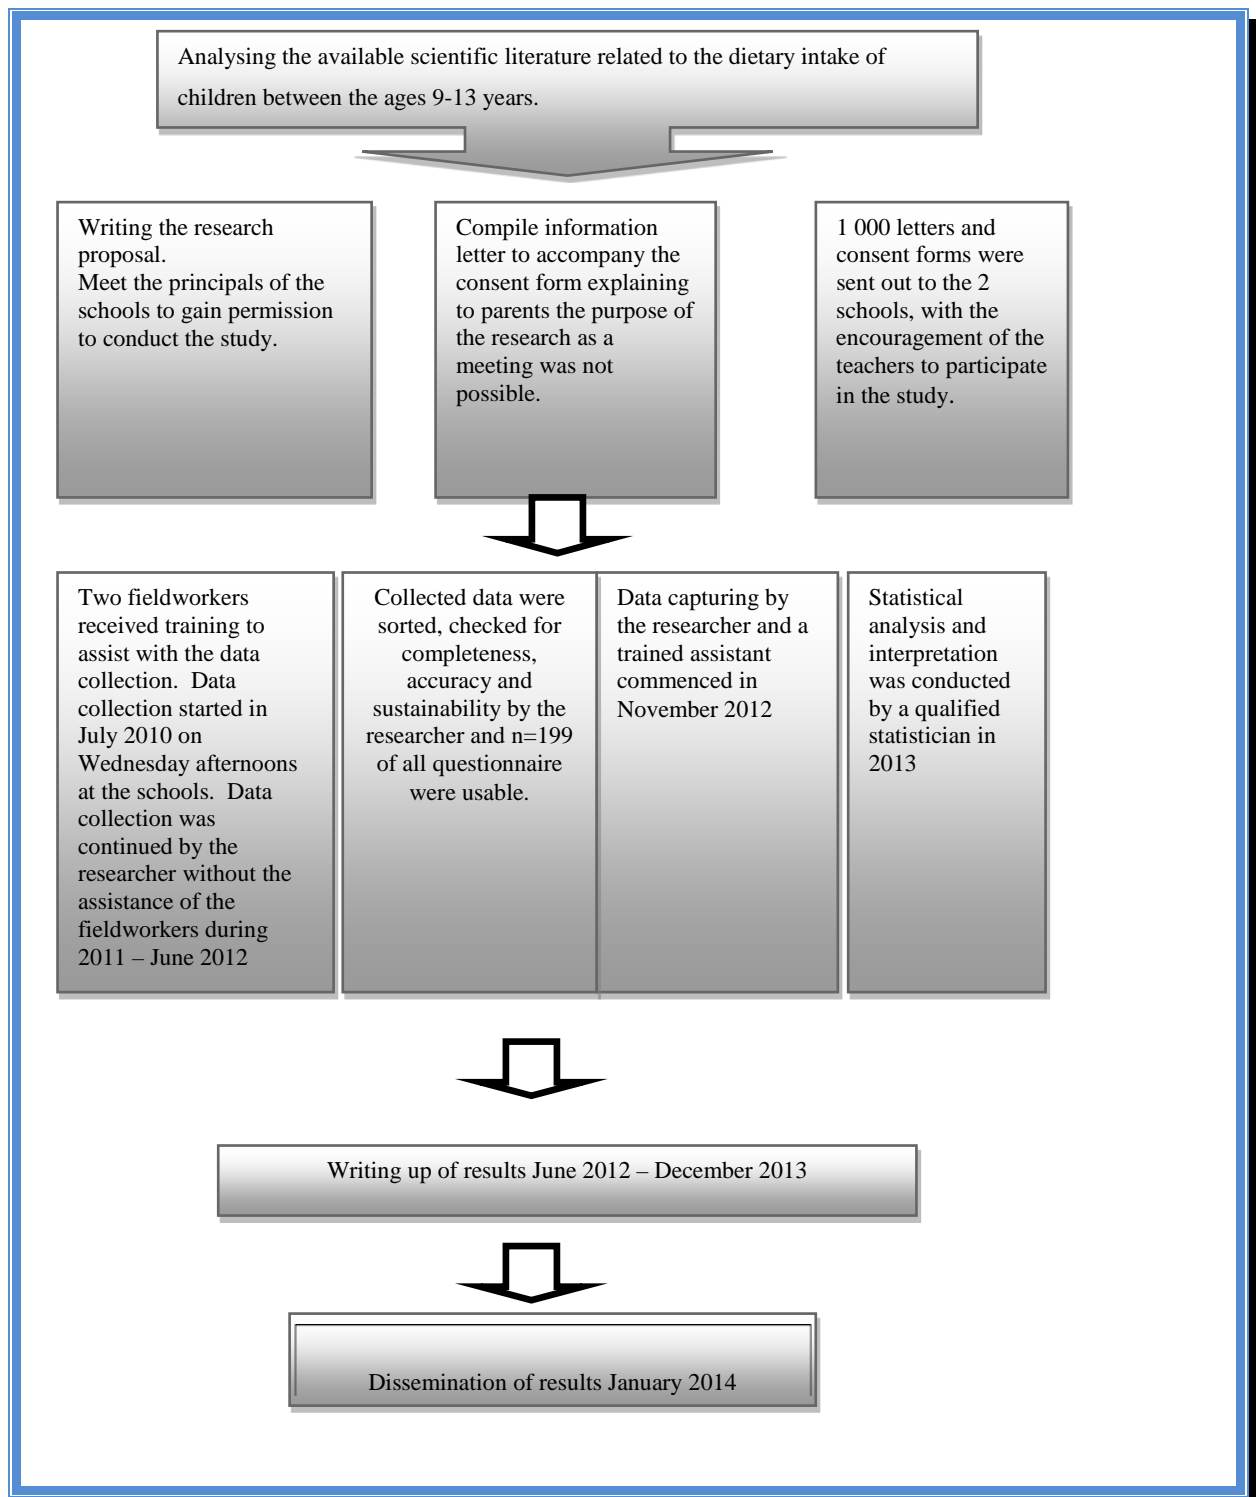 Analysing the available scientific literature related to the dietary intake of
children between the ages 9-13 years.
Writing the research
proposal.
Meet the principals of the
schools to gain permission
to conduct the study.
Compile information
letter to accompany the
consent form explaining
to parents the purpose of
the research as a
meeting was not
possible.
1 000 letters and
consent forms were
sent out to the 2
schools, with the
encouragement of the
teachers to participate
in the study.
Two fieldworkers
received training to
assist with the data
collection.  Data
collection started in
July 2010 on
Wednesday afternoons
at the schools.  Data
collection was
continued by the
researcher without the
assistance of the
fieldworkers during
2011 – June 2012
Collected data were
sorted, checked for
completeness,
accuracy and
sustainability by the
researcher and n=199
of all questionnaire
were usable.
Data capturing by
the researcher and a
trained assistant
commenced in
November 2012
Statistical
analysis and
interpretation
was conducted
by a qualified
statistician in
2013
Writing up of results June 2012 – December 2013
Dissemination of results January 2014